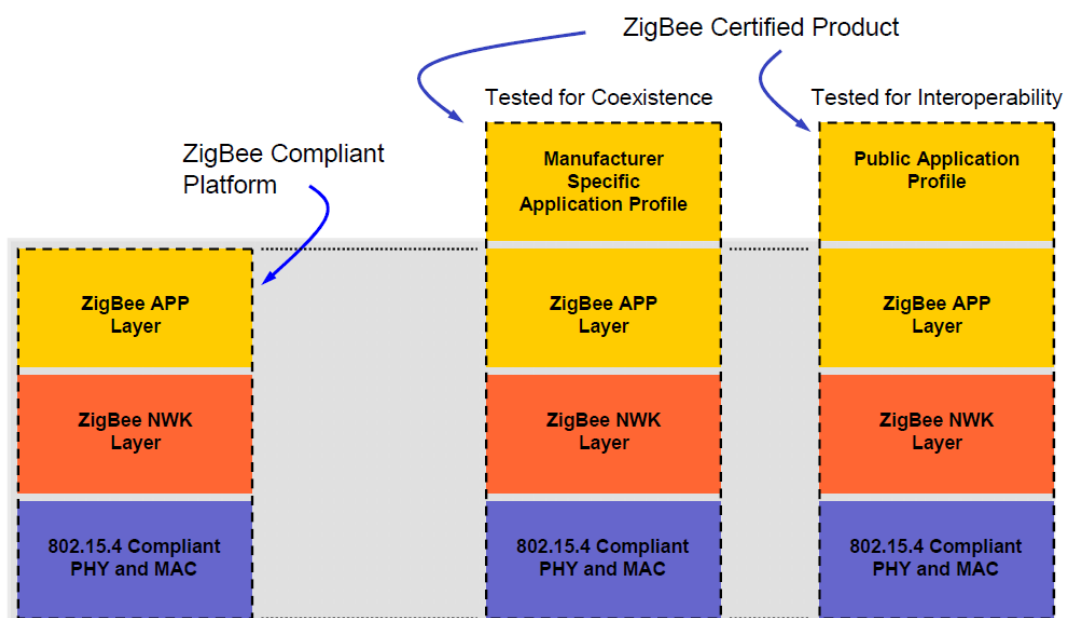 ZigBee Certified Product
Tested for Coexistence
Tested for Interoperability
ZigBee Compliant
Platform
Manufacturer
Specific
Application Profile
Public Application
Profile
ZigBee APP
Layer
ZigBee APP
Layer
ZigBee APP
Layer
ZigBee NWK
Layer
ZigBee NWK
Layer
ZigBee NWK
Layer
802.15.4 Compliant
PHY and MAC
802.15.4 Compliant
PHY and MAC
802.15.4 Compliant
PHY and MAC